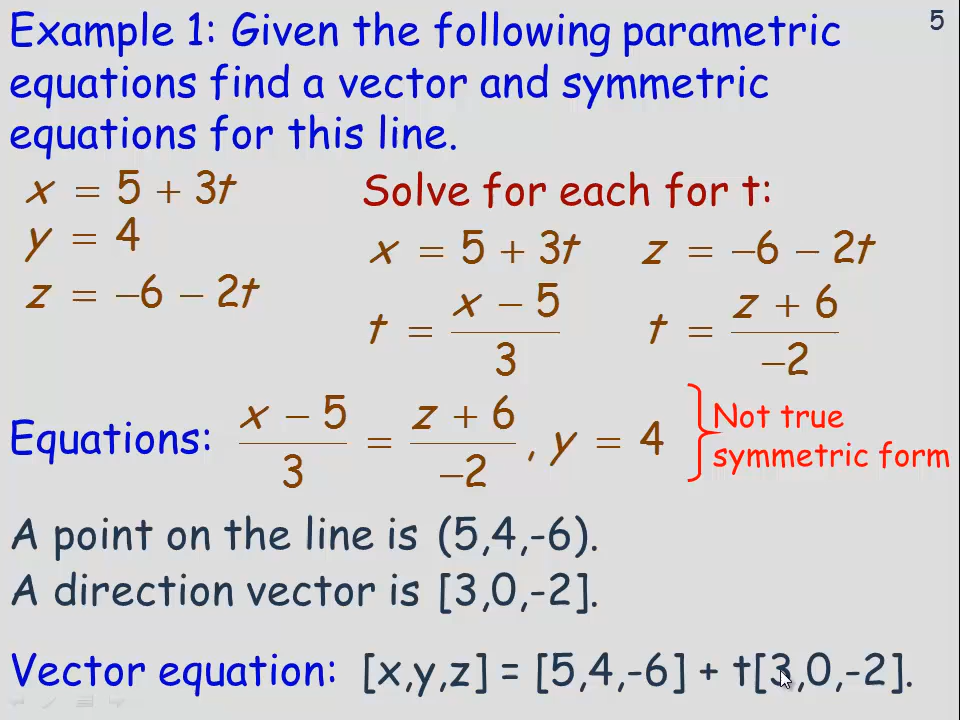 5
Example 1: Given the following parametric
equations find a vector and symmetric
equations for this line.
x = 5 + 3t
y = 4
z = −6 − 2t
Solve for each for t:
x = 5 + 3t    z = −6 − 2t
t = (x − 5)/3    t = (z + 6)/−2
Equations: (x − 5)/3 = (z + 6)/−2 , y = 4
Not true
symmetric form
A point on the line is (5,4,-6).
A direction vector is [3,0,-2].
Vector equation: [x,y,z] = [5,4,-6] + t[3,0,-2].